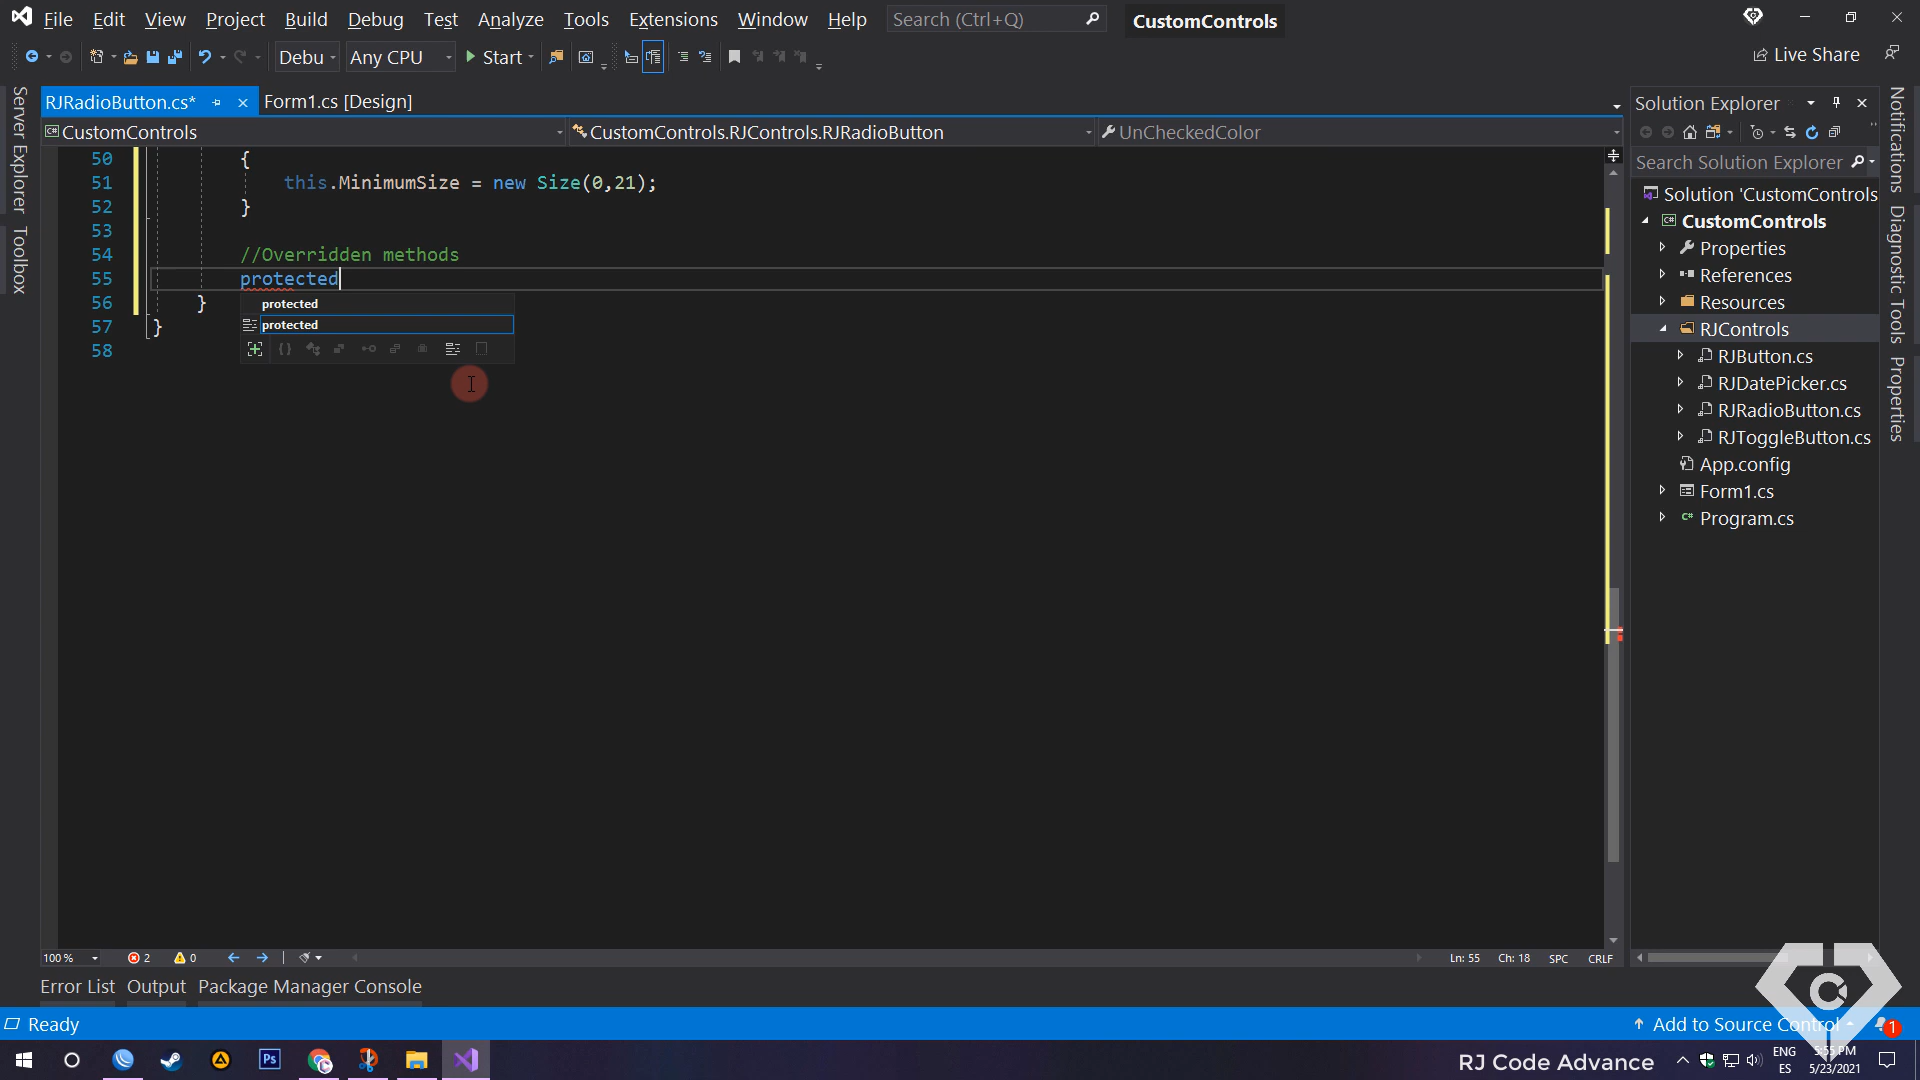 File Edit View Project Build Debug Test Analyze Tools Extensions Window Help Search (Ctrl+Q) CustomControls
Debu Any CPU Start Live Share
RJRadioButton.cs* Form1.cs [Design]
CustomControls CustomControls.RJControls.RJRadioButton UnCheckedColor
Server Explorer
Toolbox
50 {
51 this.MinimumSize = new Size(0,21);
52 }
53
54 //Overridden methods
55 protected
56 }
57 }
58
protected
protected
Solution Explorer
Search Solution Explorer
Solution 'CustomControls
CustomControls
Properties
References
Resources
RJControls
RJButton.cs
RJDatePicker.cs
RJRadioButton.cs
RJToggleButton.cs
App.config
Form1.cs
Program.cs
Notifications
Diagnostic Tools
Properties
100 % 2 0 Ln: 55 Ch: 18 SPC CRLF
Error List Output Package Manager Console
Ready Add to Source Control 1
Ps RJ Code Advance ENG
ES
5:55 PM
5/23/2021